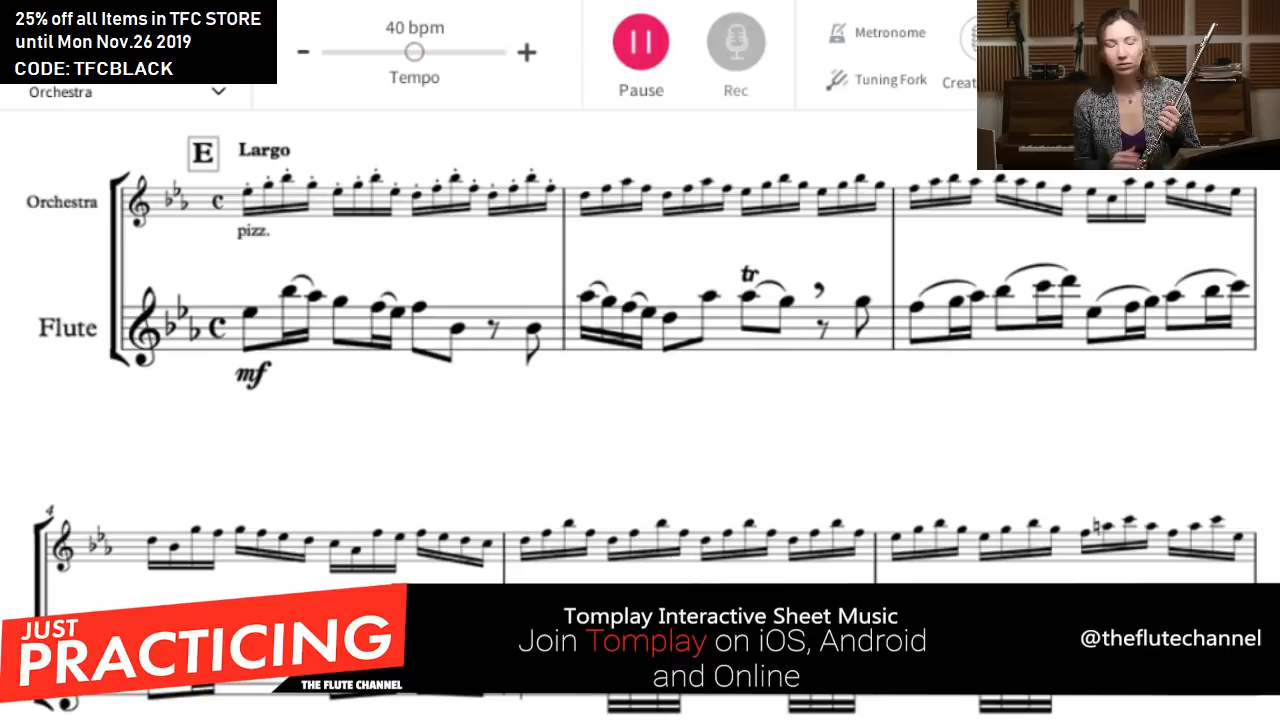 25% off all Items in TFC STORE
until Mon Nov.26 2019
CODE: TFCBLACK
Orchestra
40 bpm
Tempo
Pause
Rec
Metronome
Tuning Fork
E Largo
Orchestra
pizz.
tr
Flute
mf
4
JUST
PRACTICING
THE FLUTE CHANNEL
Tomplay Interactive Sheet Music
Join Tomplay on iOS, Android
and Online
@theflutechannel